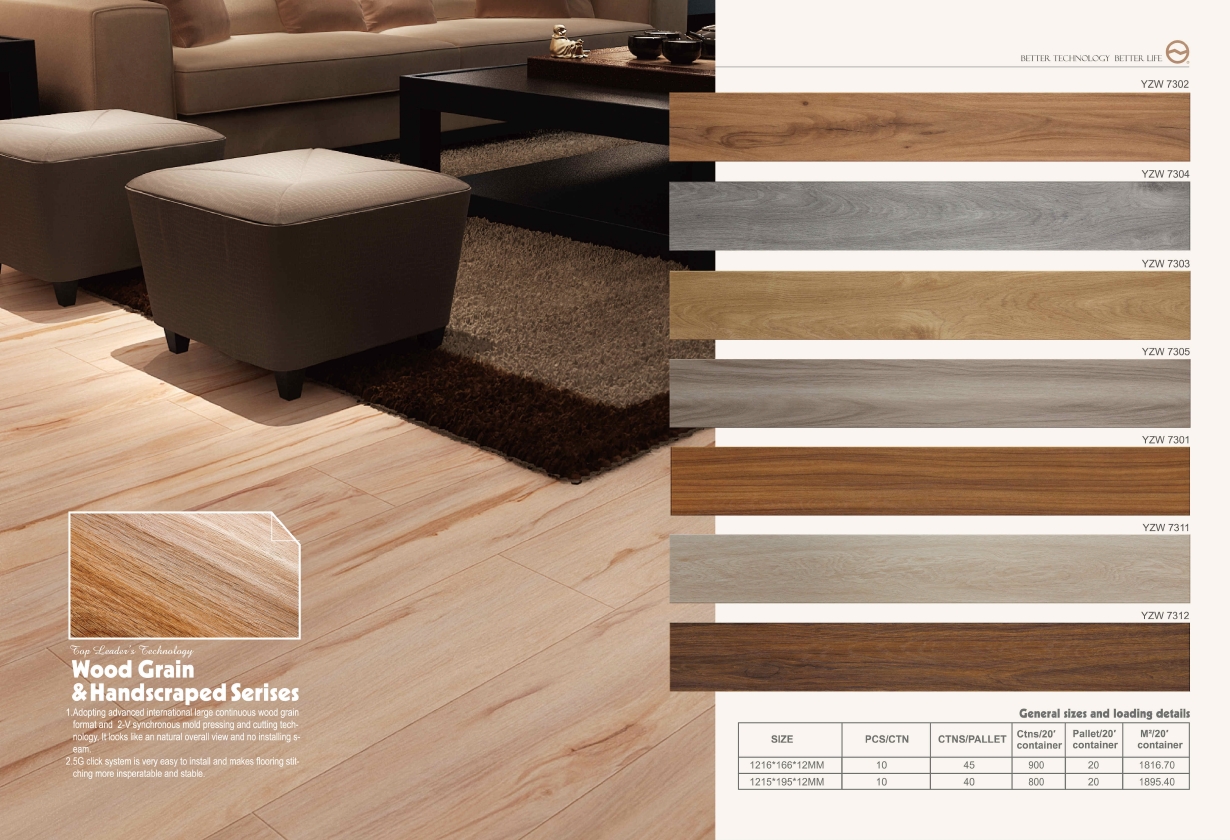 BETTER TECHNOLOGY BETTER LIFE
YZW 7302
YZW 7304
YZW 7303
YZW 7305
YZW 7301
YZW 7311
YZW 7312
Top Leader's Technology
Wood Grain
&Handscraped Serises
1.Adopting advanced international large continuous wood grain
format and 2-V synchronous mold pressing and cutting tech-
nology. It looks like an natural overall view and no installing s-
eam.
2.5G click system is very easy to install and makes flooring stit-
ching more insperatable and stable.
General sizes and loading details
SIZE PCS/CTN CTNS/PALLET Ctns/20' container Pallet/20' container M²/20' container
1216*166*12MM 10 45 900 20 1816.70
1215*195*12MM 10 40 800 20 1895.40